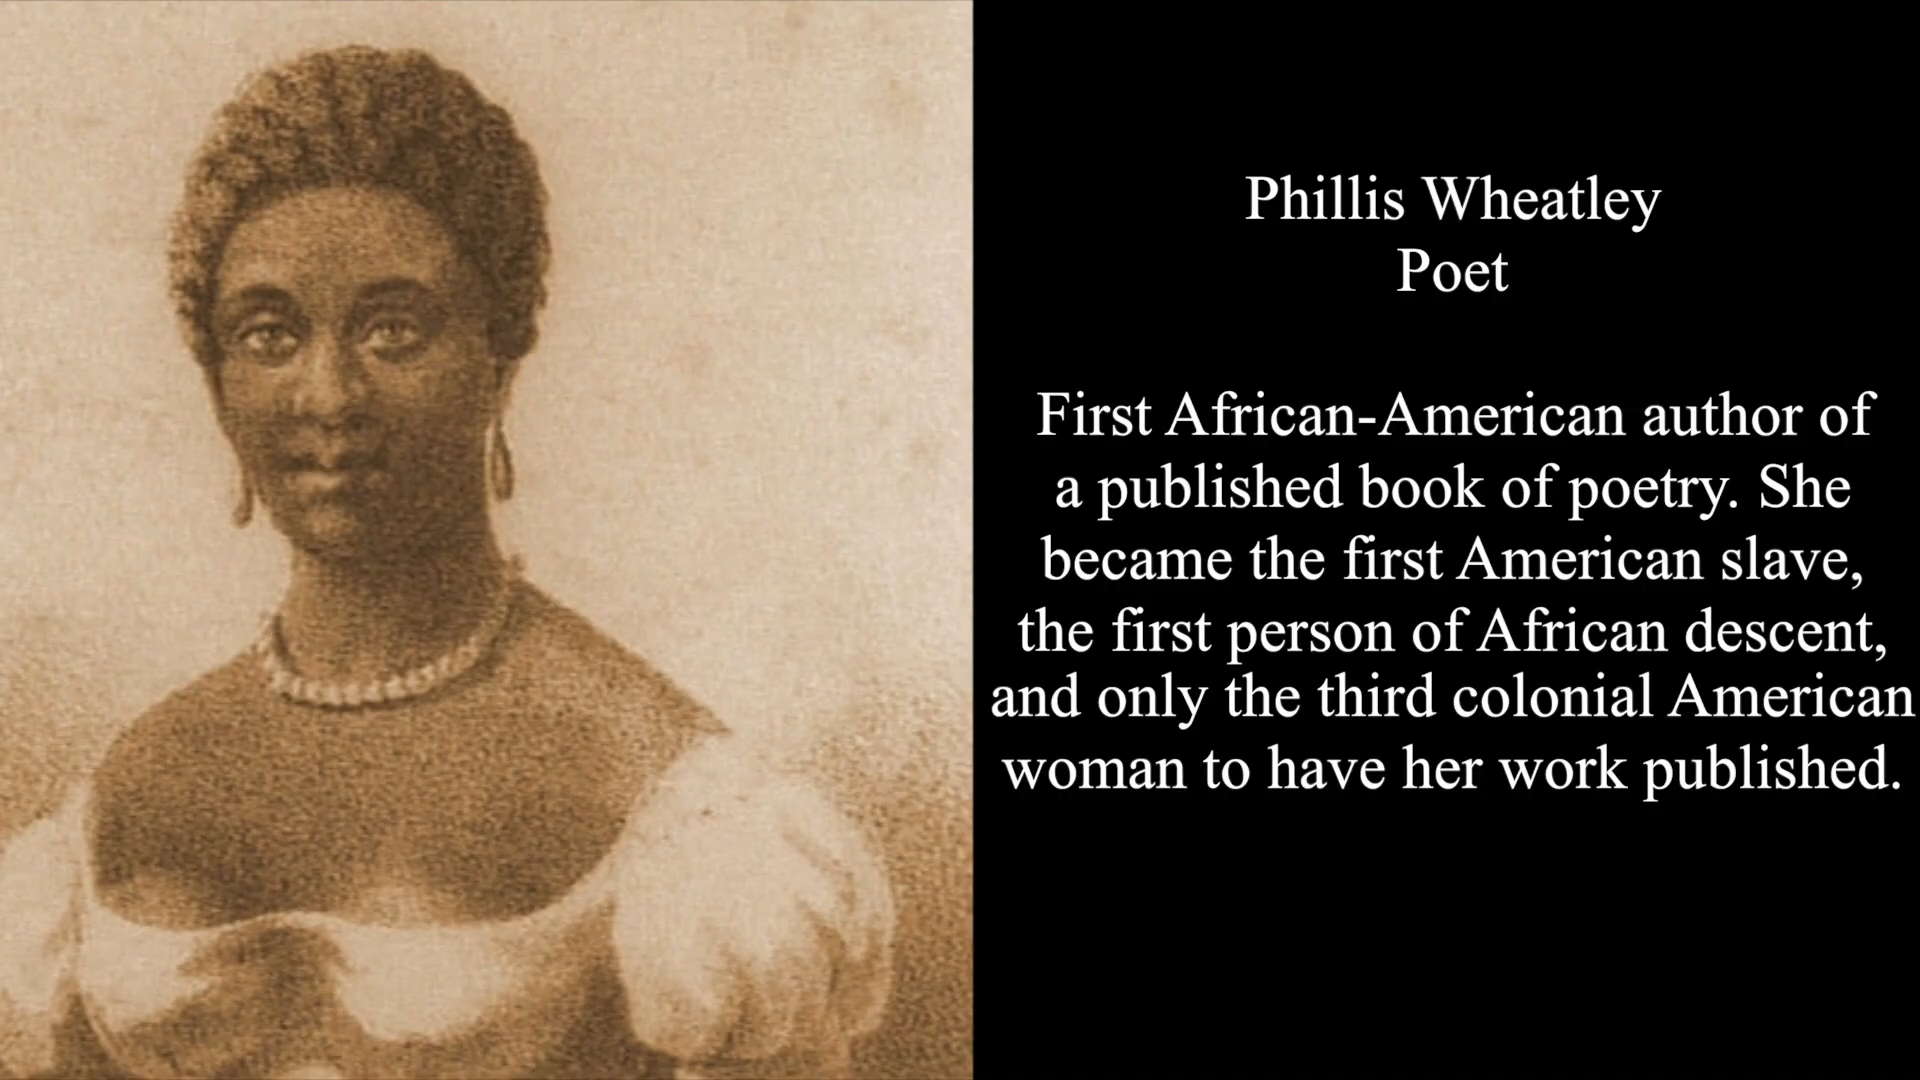 Phillis Wheatley
Poet
First African-American author of
a published book of poetry. She
became the first American slave,
the first person of African descent,
and only the third colonial American
woman to have her work published.